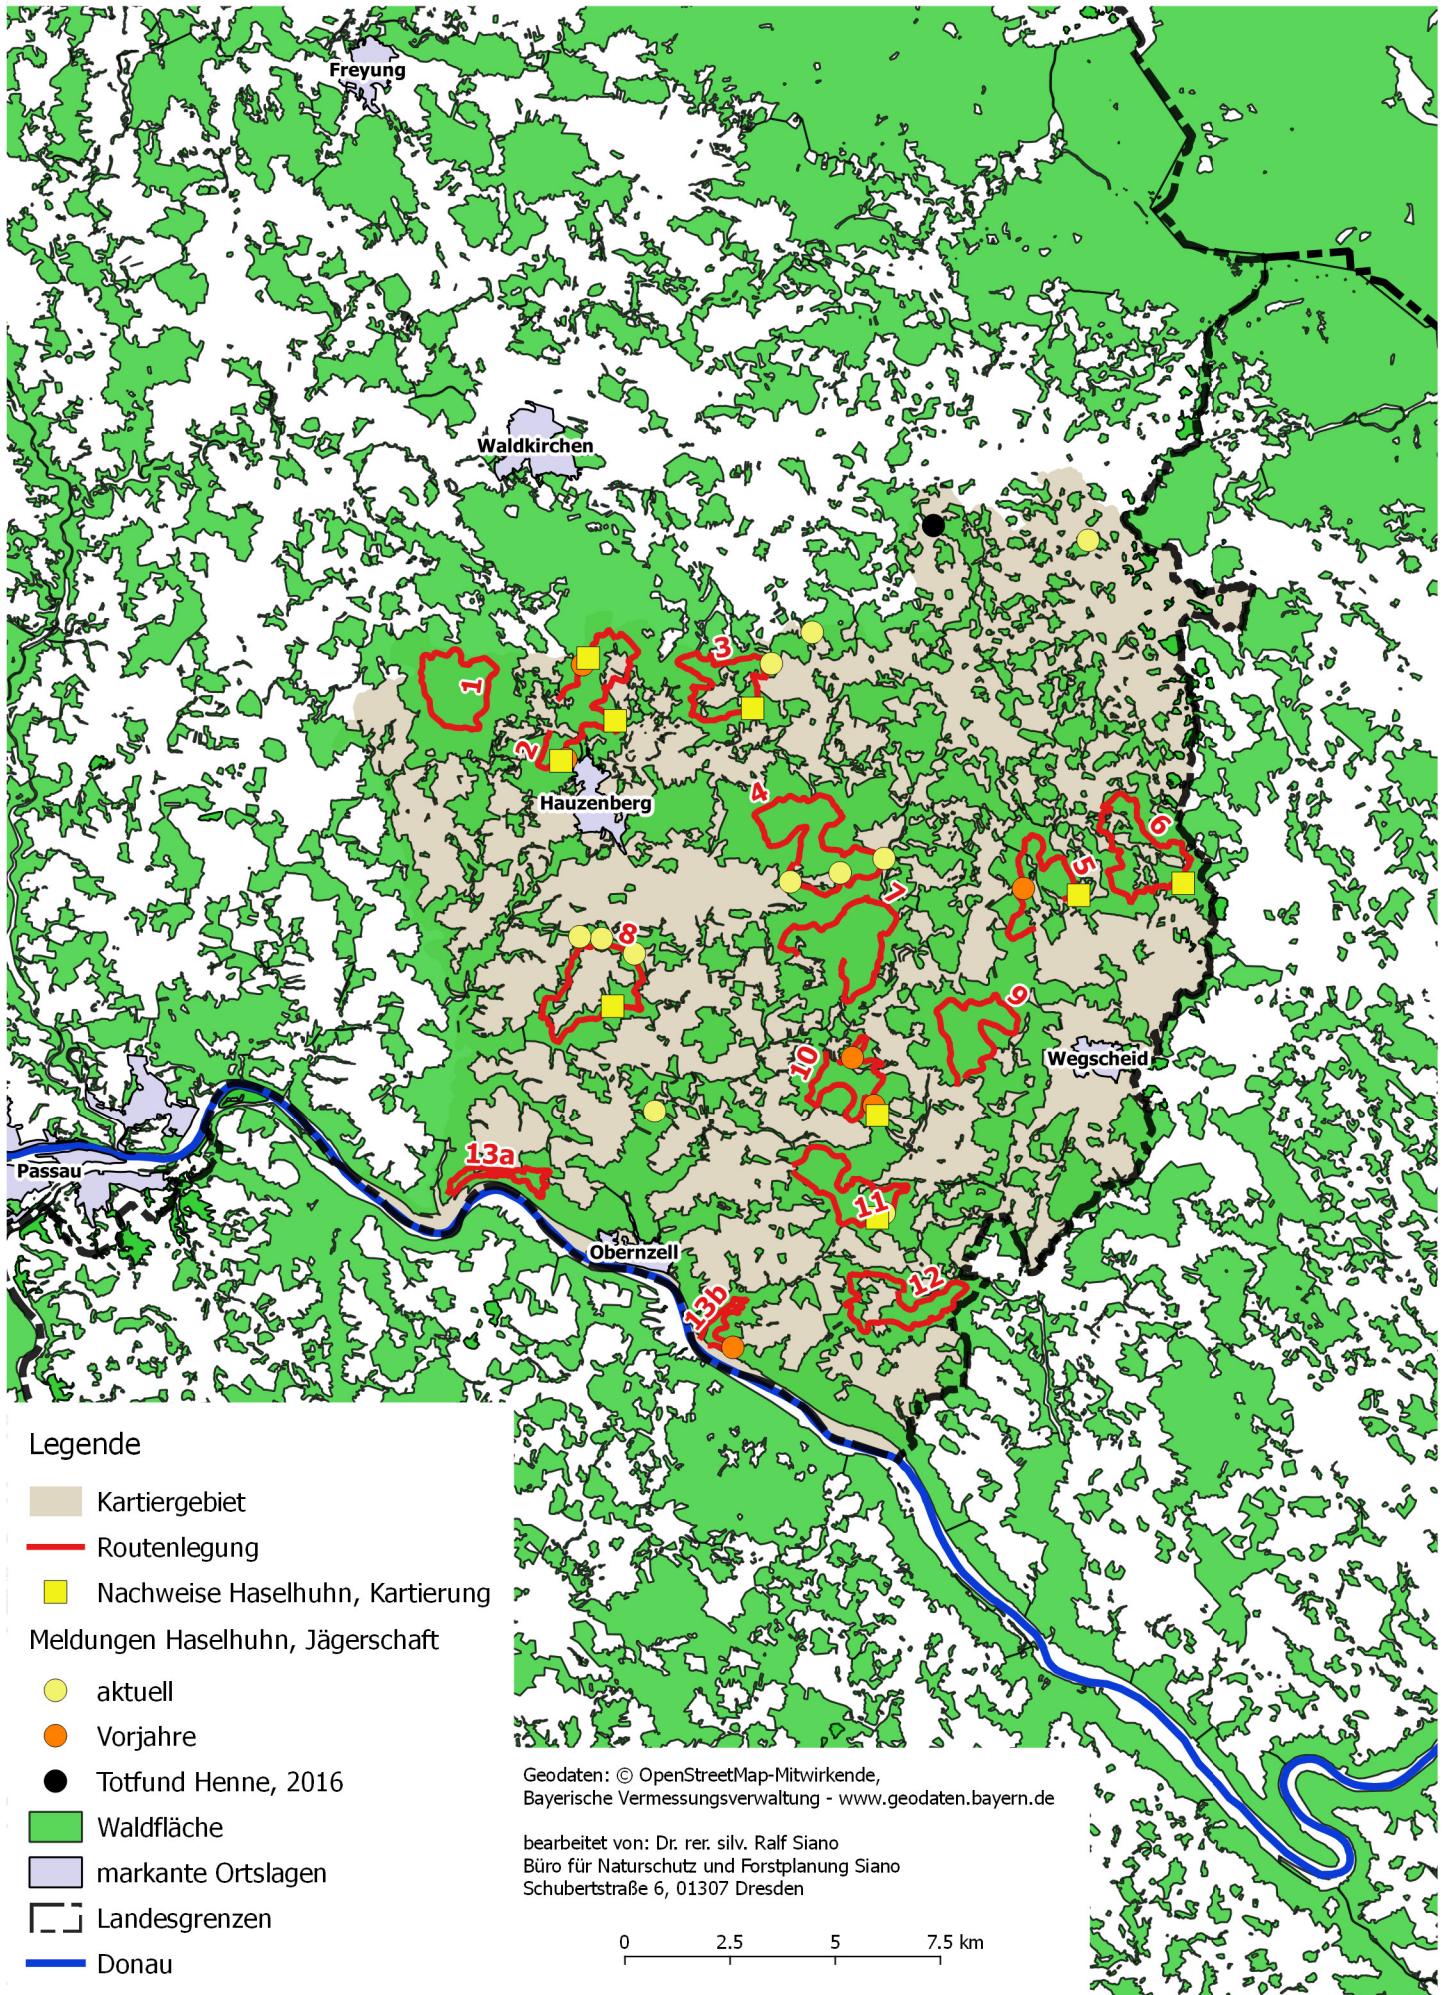 Freyung
Waldkirchen
1
2
3
Hauzenberg
4
5
6
7
8
9
10
Wegscheid
Passau
13a
11
Obernzell
12
13b
Legende
Kartiergebiet
Routenlegung
Nachweise Haselhuhn, Kartierung
Meldungen Haselhuhn, Jägerschaft
aktuell
Vorjahre
Totfund Henne, 2016
Waldfläche
markante Ortslagen
Landesgrenzen
Donau
Geodaten: © OpenStreetMap-Mitwirkende,
Bayerische Vermessungsverwaltung - www.geodaten.bayern.de
bearbeitet von: Dr. rer. silv. Ralf Siano
Büro für Naturschutz und Forstplanung Siano
Schubertstraße 6, 01307 Dresden
0 2.5 5 7.5 km